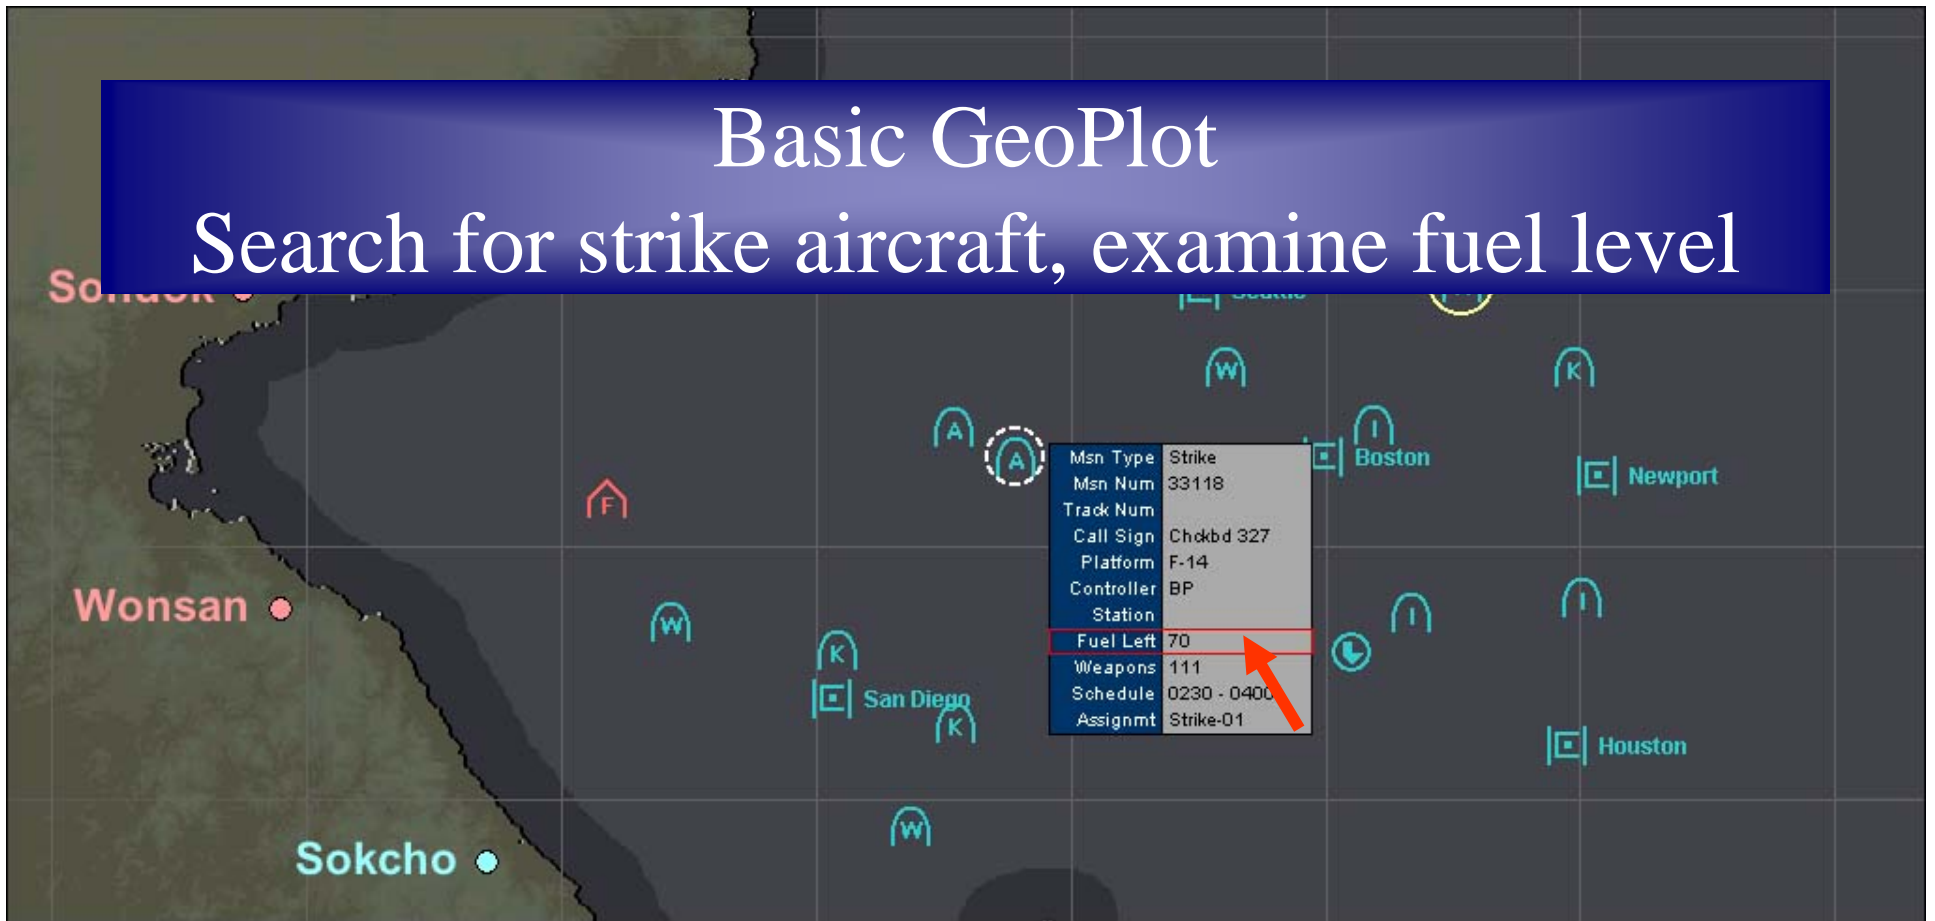 Basic GeoPlot
Search for strike aircraft, examine fuel level
Sondok
Seattle
W
K
A
A
I
Boston
Newport
F
Msn Type Strike
Msn Num 33118
Track Num
Call Sign Chckbd 327
Platform F-14
Controller BP
Station
Fuel Left 70
Weapons 111
Schedule 0230 - 0400
Assignmt Strike-01
Wonsan
W
K
I
I
San Diego
K
Houston
W
Sokcho